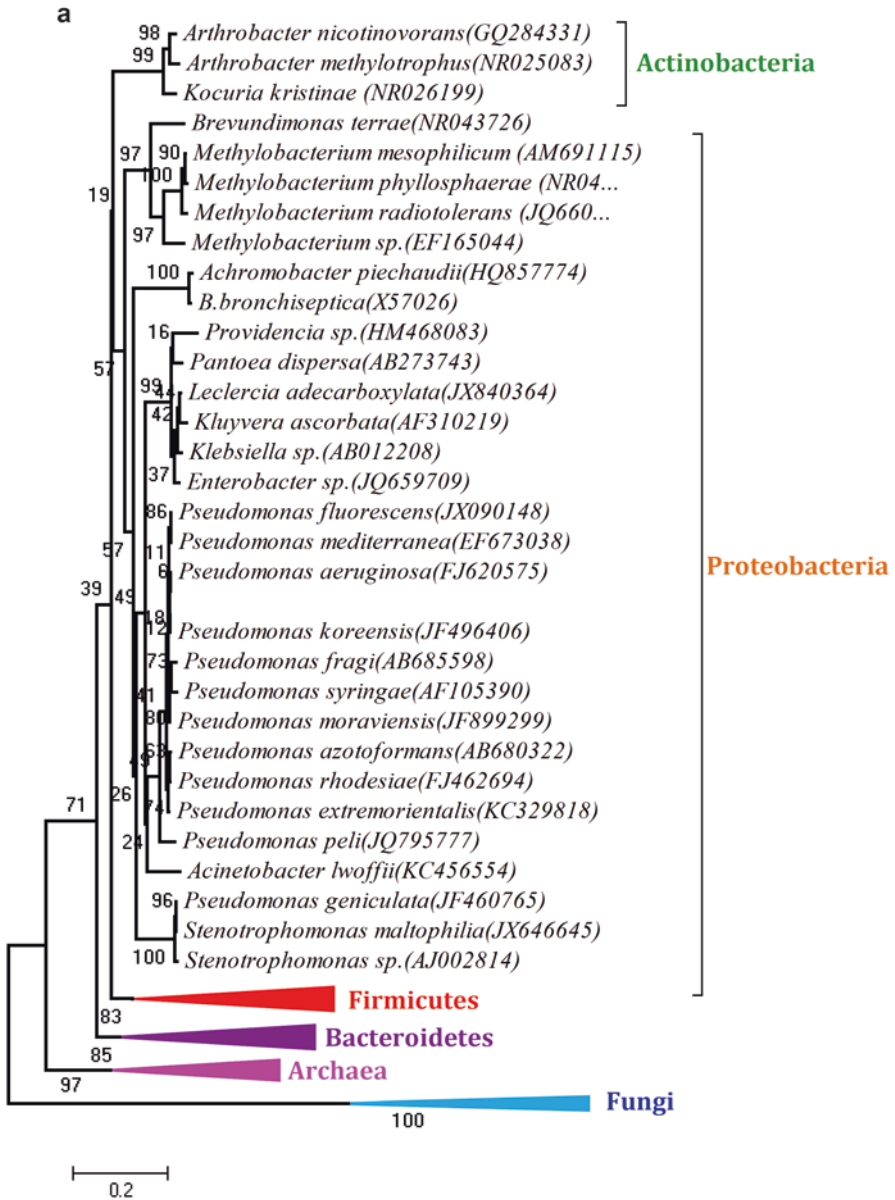 a
98
Arthrobacter nicotinovorans(GQ284331)
99
Arthrobacter methylotrophus(NR025083)
Actinobacteria
Kocuria kristinae (NR026199)
Brevundimonas terrae(NR043726)
97
90
Methylobacterium mesophilicum (AM691115)
100
Methylobacterium phyllosphaerae (NR04...
19
Methylobacterium radiotolerans (JQ660...
97
Methylobacterium sp.(EF165044)
100
Achromobacter piechaudii(HQ857774)
B.bronchiseptica(X57026)
16
Providencia sp.(HM468083)
57
Pantoea dispersa(AB273743)
99
44
Leclercia adecarboxylata(JX840364)
42
Kluyvera ascorbata(AF310219)
Klebsiella sp.(AB012208)
37
Enterobacter sp.(JQ659709)
86
Pseudomonas fluorescens(JX090148)
57
11
Pseudomonas mediterranea(EF673038)
6
Pseudomonas aeruginosa(FJ620575)
Proteobacteria
39
49
18
12
Pseudomonas koreensis(JF496406)
73
Pseudomonas fragi(AB685598)
41
Pseudomonas syringae(AF105390)
80
Pseudomonas moraviensis(JF899299)
49
63
Pseudomonas azotoformans(AB680322)
Pseudomonas rhodesiae(FJ462694)
71
26
74
Pseudomonas extremorientalis(KC329818)
24
Pseudomonas peli(JQ795777)
Acinetobacter lwoffii(KC456554)
96
Pseudomonas geniculata(JF460765)
Stenotrophomonas maltophilia(JX646645)
100
Stenotrophomonas sp.(AJ002814)
Firmicutes
83
Bacteroidetes
85
Archaea
97
Fungi
100
0.2